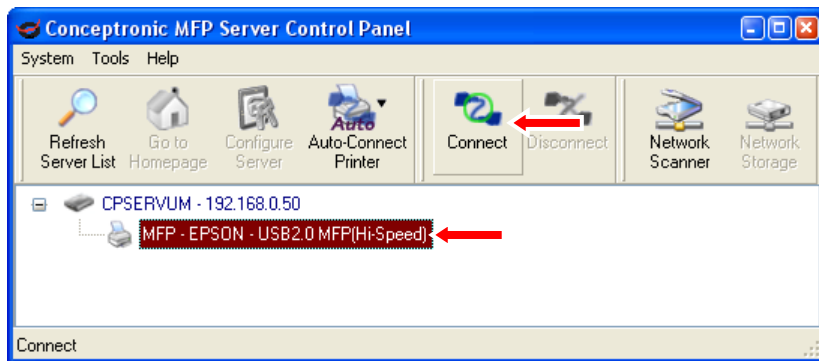 Conceptronic MFP Server Control Panel
System Tools Help
Refresh Server List
Go to Homepage
Configure Server
Auto
Auto-Connect Printer
Connect
Disconnect
Network Scanner
Network Storage
CPSERVUM - 192.168.0.50
MFP - EPSON - USB2.0 MFP(Hi-Speed)
Connect